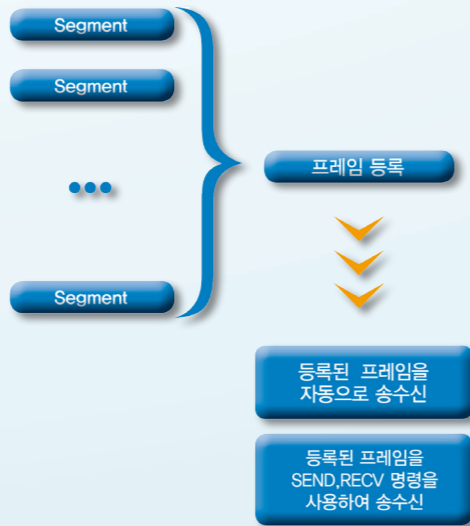 Segment
Segment
Segment
프레임 등록
등록된 프레임을
자동으로 송수신
등록된 프레임을
SEND,RECV 명령를
사용하여 송수신